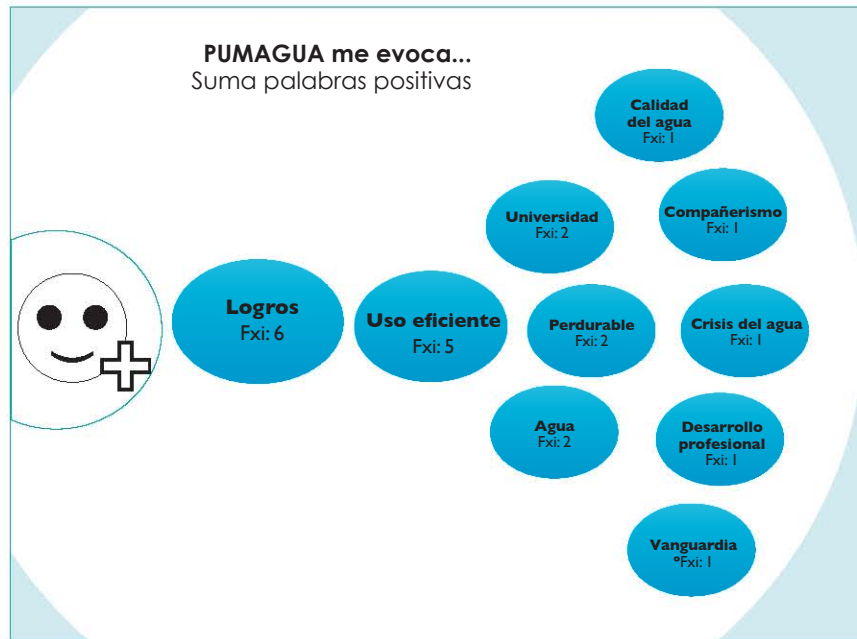 PUMAGUA me evoca...
Suma palabras positivas
Calidad
del agua
Fxi: 1
Universidad
Fxi: 2
Compañerismo
Fxi: 1
Logros
Fxi: 6
Uso eficiente
Fxi: 5
Perdurable
Fxi: 2
Crisis del agua
Fxi: 1
Agua
Fxi: 2
Desarrollo
profesional
Fxi: 1
Vanguardia
ºFxi: 1